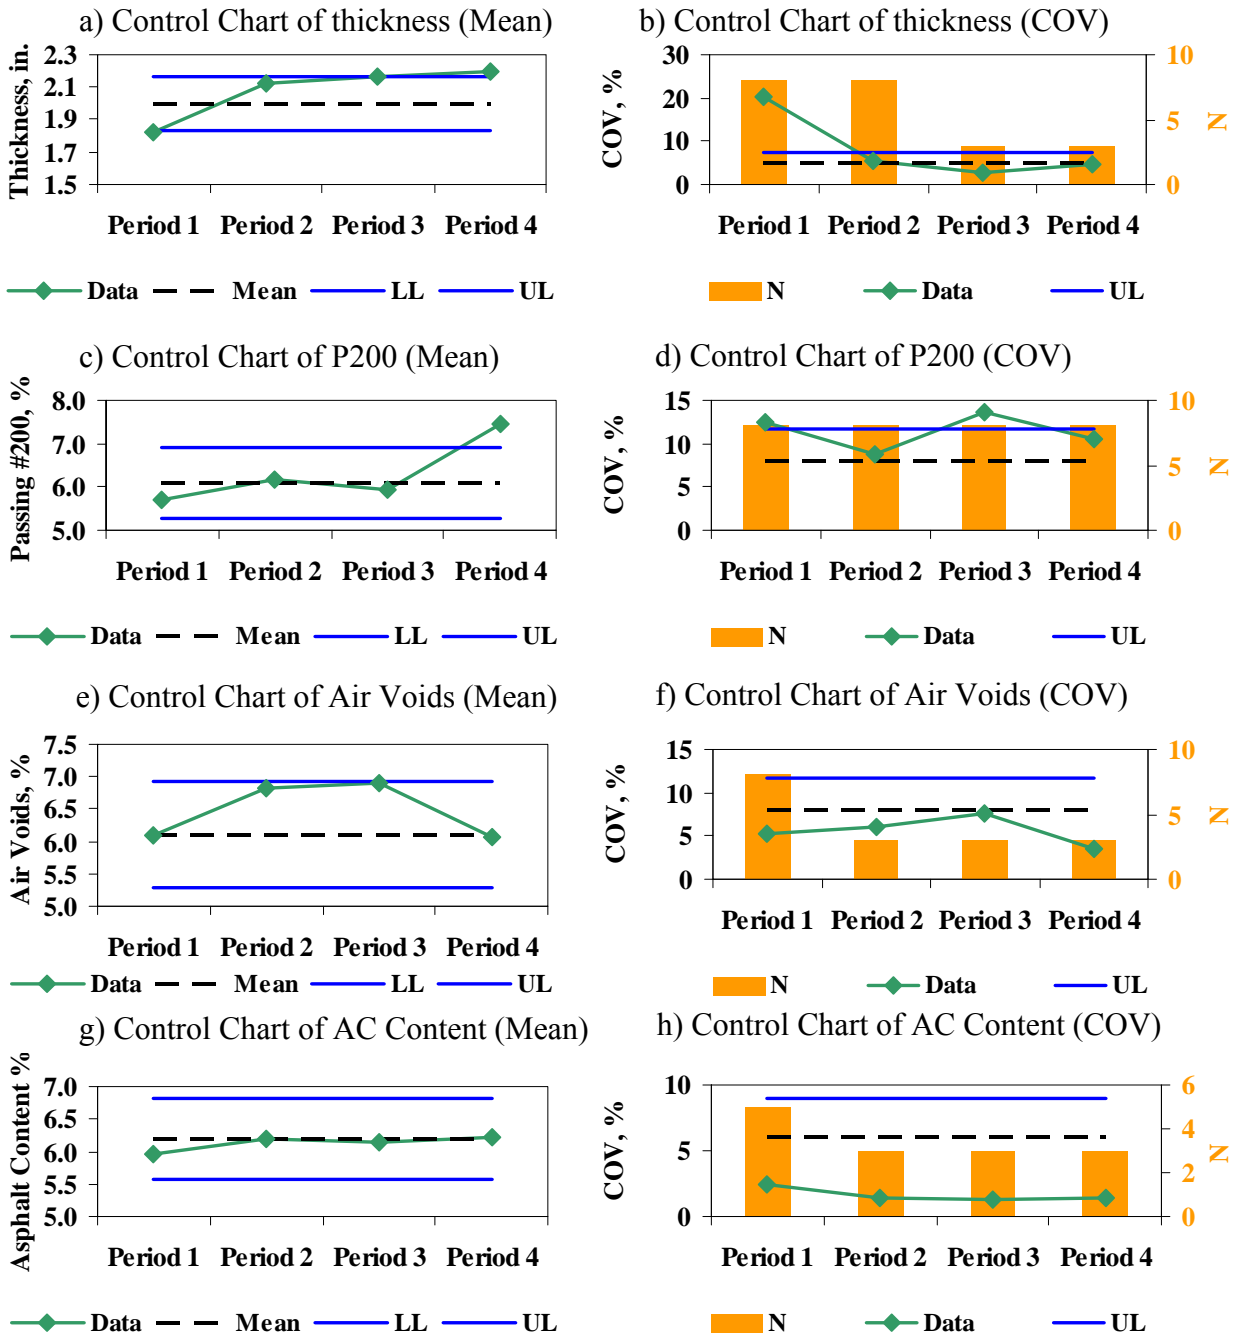 a) Control Chart of thickness (Mean)
Thickness, in.
2.3
2.1
1.9
1.7
1.5
Period 1 Period 2 Period 3 Period 4
Data Mean LL UL
b) Control Chart of thickness (COV)
COV, %
30
20
10
0
10
5
0
N
Period 1 Period 2 Period 3 Period 4
N Data UL
c) Control Chart of P200 (Mean)
Passing #200, %
8.0
7.0
6.0
5.0
Period 1 Period 2 Period 3 Period 4
Data Mean LL UL
d) Control Chart of P200 (COV)
COV, %
15
10
5
0
10
5
0
N
Period 1 Period 2 Period 3 Period 4
N Data UL
e) Control Chart of Air Voids (Mean)
Air Voids, %
7.5
7.0
6.5
6.0
5.5
5.0
Period 1 Period 2 Period 3 Period 4
Data Mean LL UL
f) Control Chart of Air Voids (COV)
COV, %
15
10
5
0
10
5
0
N
Period 1 Period 2 Period 3 Period 4
N Data UL
g) Control Chart of AC Content (Mean)
Asphalt Content %
7.0
6.5
6.0
5.5
5.0
Period 1 Period 2 Period 3 Period 4
Data Mean LL UL
h) Control Chart of AC Content (COV)
COV, %
10
5
0
6
4
2
0
N
Period 1 Period 2 Period 3 Period 4
N Data UL